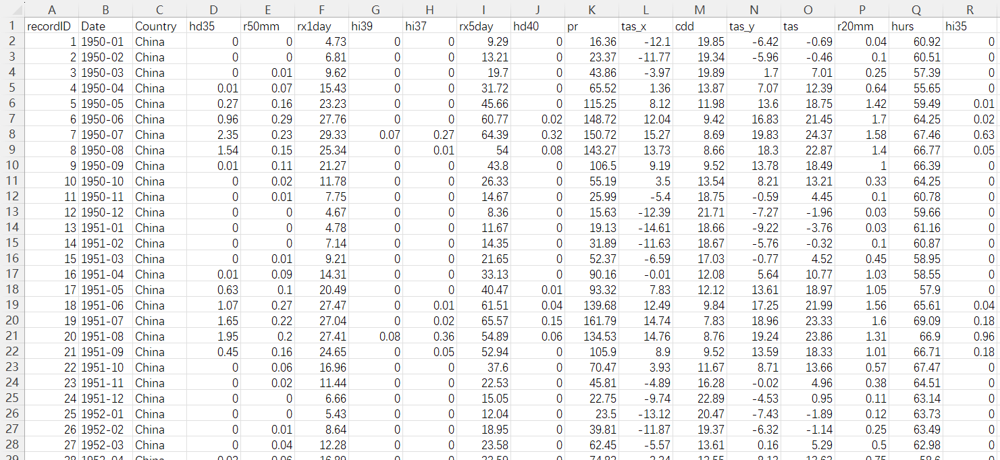 A B C D E F G H I J K L M N O P Q R
1 recordID Date Country hd35 r50mm rx1day hi39 hi37 rx5day hd40 pr tas_x cdd tas_y tas r20mm hurs hi35
2 1 1950-01 China 0 0 4.73 0 0 9.29 0 16.36 -12.1 19.85 -6.42 -0.69 0.04 60.92 0
3 2 1950-02 China 0 0 6.81 0 0 13.21 0 23.37 -11.77 19.34 -5.96 -0.46 0.1 60.51 0
4 3 1950-03 China 0 0.01 9.62 0 0 19.7 0 43.86 -3.97 19.89 1.7 7.01 0.25 57.39 0
5 4 1950-04 China 0.01 0.07 15.43 0 0 31.72 0 65.52 1.36 13.87 7.07 12.39 0.64 55.65 0
6 5 1950-05 China 0.27 0.16 23.23 0 0 45.66 0 115.25 8.12 11.98 13.6 18.75 1.42 59.49 0.01
7 6 1950-06 China 0.96 0.29 27.76 0 0 60.77 0.02 148.72 12.04 9.42 16.83 21.45 1.7 64.25 0.02
8 7 1950-07 China 2.35 0.23 29.33 0.07 0.27 64.39 0.32 150.72 15.27 8.69 19.83 24.37 1.58 67.46 0.63
9 8 1950-08 China 1.54 0.15 25.34 0 0.01 54 0.08 143.27 13.73 8.66 18.3 22.87 1.4 66.77 0.05
10 9 1950-09 China 0.01 0.11 21.27 0 0 43.8 0 106.5 9.19 9.52 13.78 18.49 1 66.39 0
11 10 1950-10 China 0 0.02 11.78 0 0 26.33 0 55.19 3.5 13.54 8.21 13.21 0.33 64.25 0
12 11 1950-11 China 0 0.01 7.75 0 0 14.67 0 25.99 -5.4 18.75 -0.59 4.45 0.1 60.78 0
13 12 1950-12 China 0 0 4.67 0 0 8.36 0 15.63 -12.39 21.71 -7.27 -1.96 0.03 59.66 0
14 13 1951-01 China 0 0 4.78 0 0 11.67 0 19.13 -14.61 18.66 -9.22 -3.76 0.03 61.16 0
15 14 1951-02 China 0 0 7.14 0 0 14.35 0 31.89 -11.63 18.67 -5.76 -0.32 0.1 60.87 0
16 15 1951-03 China 0 0.01 9.21 0 0 21.65 0 52.37 -6.59 17.03 -0.77 4.52 0.45 58.95 0
17 16 1951-04 China 0.01 0.09 14.31 0 0 33.13 0 90.16 -0.01 12.08 5.64 10.77 1.03 58.55 0
18 17 1951-05 China 0.63 0.1 20.49 0 0 40.47 0.01 93.32 7.83 12.12 13.61 18.97 1.05 57.9 0
19 18 1951-06 China 1.07 0.27 27.47 0 0.01 61.51 0.04 139.68 12.49 9.84 17.25 21.99 1.56 65.61 0.04
20 19 1951-07 China 1.65 0.22 27.04 0 0.02 65.57 0.15 161.79 14.74 7.83 18.96 23.33 1.6 69.09 0.18
21 20 1951-08 China 1.95 0.2 27.41 0.08 0.36 54.89 0.06 134.53 14.76 8.76 19.24 23.86 1.31 66.9 0.96
22 21 1951-09 China 0.45 0.16 24.65 0 0.05 52.94 0 105.9 8.9 9.52 13.59 18.33 1.01 66.71 0.18
23 22 1951-10 China 0 0.06 16.96 0 0 37.6 0 70.47 3.93 11.67 8.71 13.66 0.57 67.47 0
24 23 1951-11 China 0 0.02 11.44 0 0 22.53 0 45.81 -4.89 16.28 -0.02 4.96 0.38 64.51 0
25 24 1951-12 China 0 0 6.66 0 0 15.05 0 22.75 -9.74 22.89 -4.53 0.95 0.11 63.14 0
26 25 1952-01 China 0 0 5.43 0 0 12.04 0 23.5 -13.12 20.47 -7.43 -1.89 0.12 63.73 0
27 26 1952-02 China 0 0.01 8.64 0 0 18.95 0 39.81 -11.87 19.37 -6.32 -1.14 0.25 63.49 0
28 27 1952-03 China 0 0.04 12.28 0 0 23.58 0 62.45 -5.57 13.61 0.16 5.29 0.5 62.98 0
29 28 1952-04 China